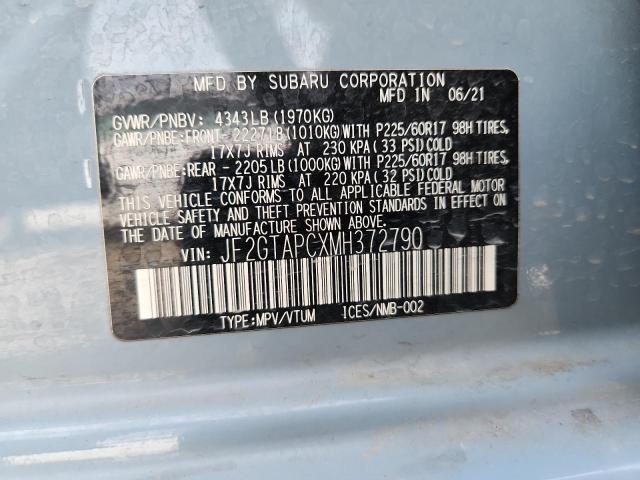 MFD BY SUBARU CORPORATION
MFD IN 06/21
GVWR/PNBV: 4343LB(1970KG)
GAWR/PNBE:FRONT-2227LB(1010KG)WITH P225/60R17 98H TIRES,
17X7J RIMS AT 230 KPA(33 PSI)COLD
GAWR/PNBE:REAR -2205LB(1000KG)WITH P225/60R17 98H TIRES,
17X7J RIMS AT 220 KPA(32 PSI)COLD
THIS VEHICLE CONFORMS TO ALL APPLICABLE FEDERAL MOTOR
VEHICLE SAFETY AND THEFT PREVENTION STANDARDS IN EFFECT ON
THE DATE OF MANUFACTURE SHOWN ABOVE.
VIN: JF2GTAPCXMH372790
TYPE:MPV/VTUM ICES/NMB-002